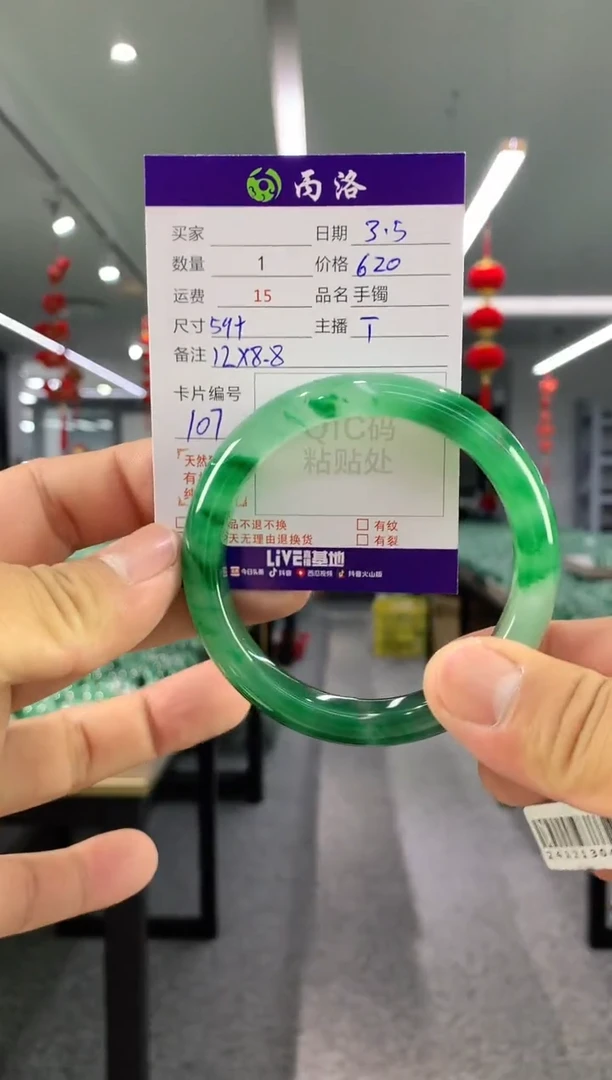 丙洛
买家 日期 3.5
数量 1 价格 620
运费 15 品名 手镯
尺寸 59+ 主播 T
备注 12X8-8
卡片编号
107
QIC码
粘贴处
天然
有
纯
品不退不换 有纹
天无理由退换货 有裂
LiVE 基地
今日头条 抖音 西瓜视频 抖音火山版